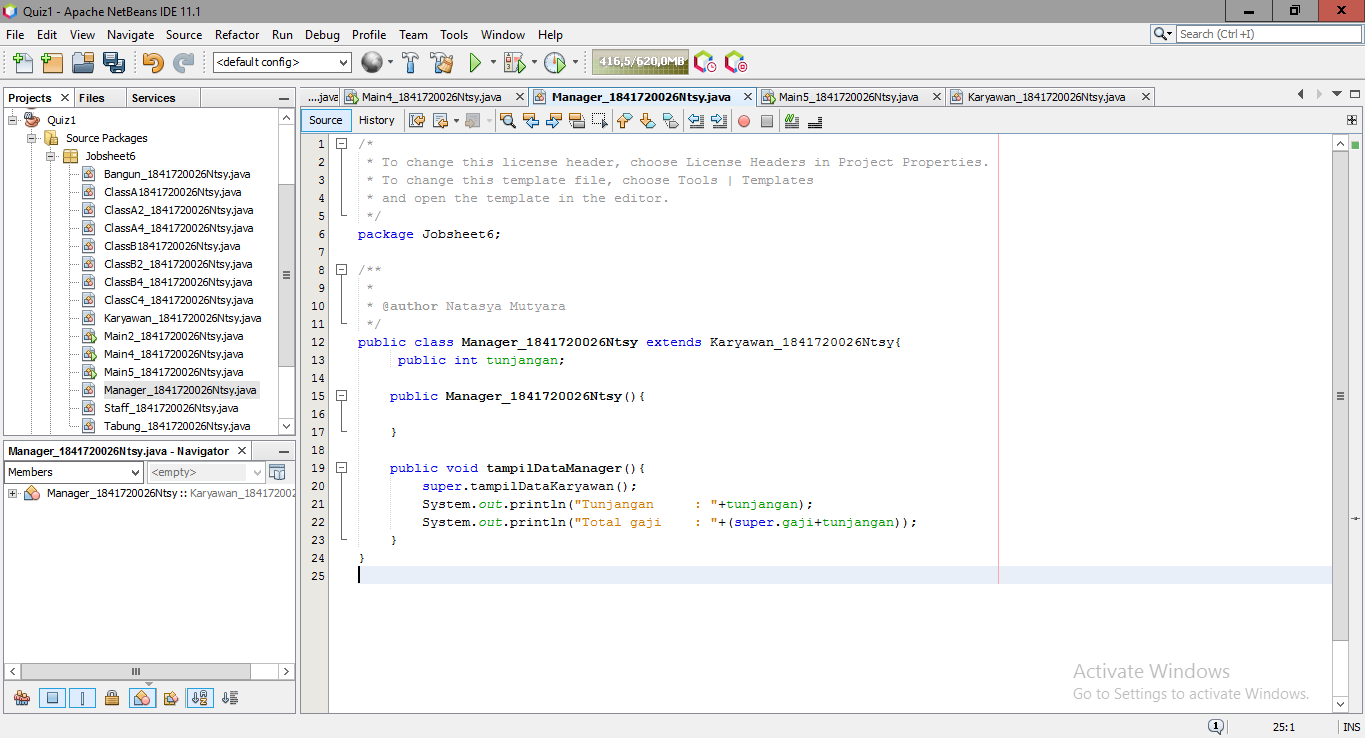 Quiz1 - Apache NetBeans IDE 11.1
File Edit View Navigate Source Refactor Run Debug Profile Team Tools Window Help
Search (Ctrl+I)
<default config>
416,5/620,0MB
Projects Files Services
....java Main4_1841720026Ntsy.java Manager_1841720026Ntsy.java Main5_1841720026Ntsy.java Karyawan_1841720026Ntsy.java
Source History
Quiz1
Source Packages
Jobsheet6
Bangun_1841720026Ntsy.java
ClassA1841720026Ntsy.java
ClassA2_1841720026Ntsy.java
ClassA4_1841720026Ntsy.java
ClassB1841720026Ntsy.java
ClassB2_1841720026Ntsy.java
ClassB4_1841720026Ntsy.java
ClassC4_1841720026Ntsy.java
Karyawan_1841720026Ntsy.java
Main2_1841720026Ntsy.java
Main4_1841720026Ntsy.java
Main5_1841720026Ntsy.java
Manager_1841720026Ntsy.java
Staff_1841720026Ntsy.java
Tabung_1841720026Ntsy.java
Manager_1841720026Ntsy.java - Navigator
Members <empty>
Manager_1841720026Ntsy :: Karyawan_184172002
1 /*
2 * To change this license header, choose License Headers in Project Properties.
3 * To change this template file, choose Tools | Templates
4 * and open the template in the editor.
5 */
6 package Jobsheet6;
7
8 /**
9 *
10 * @author Natasya Mutyara
11 */
12 public class Manager_1841720026Ntsy extends Karyawan_1841720026Ntsy{
13 public int tunjangan;
14
15 public Manager_1841720026Ntsy(){
16
17 }
18
19 public void tampilDataManager(){
20 super.tampilDataKaryawan();
21 System.out.println("Tunjangan     : "+tunjangan);
22 System.out.println("Total gaji    : "+(super.gaji+tunjangan));
23 }
24 }
25
Activate Windows
Go to Settings to activate Windows.
1 25:1 INS